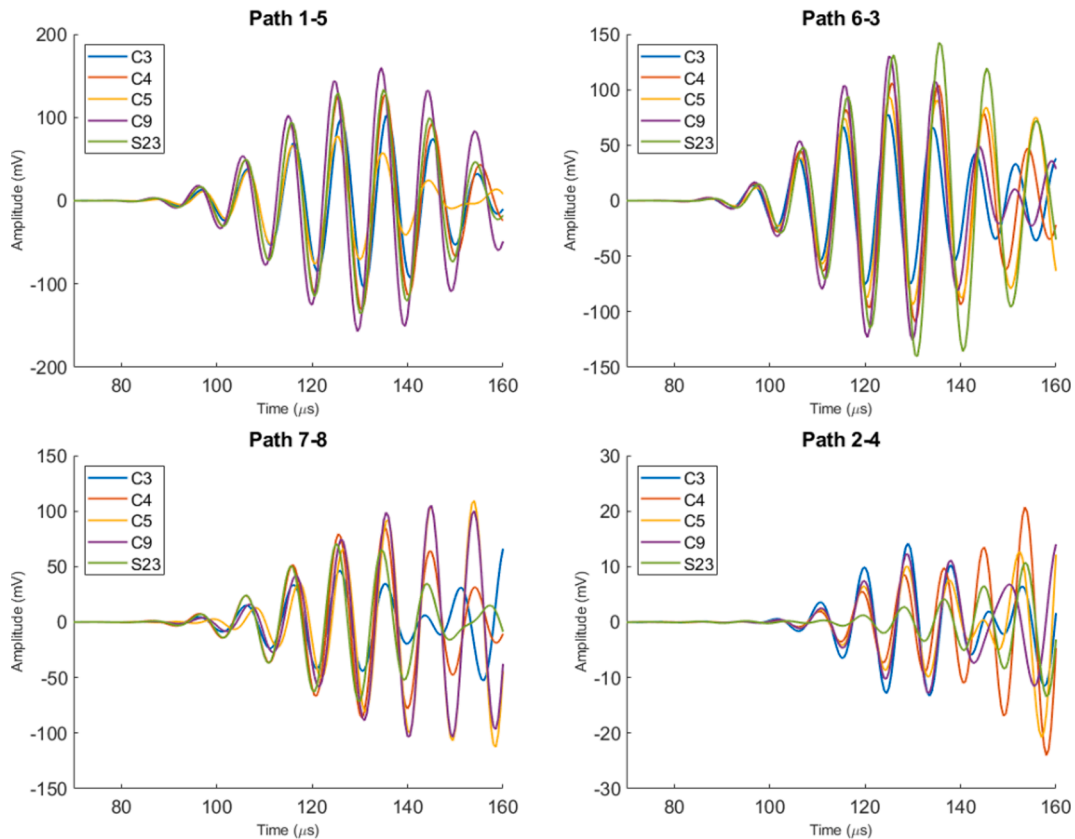 Path 1-5
200
100
0
-100
-200
Amplitude (mV)
C3
C4
C5
C9
S23
80
100
120
140
160
Time (μs)
Path 6-3
150
100
50
0
-50
-100
-150
Amplitude (mV)
C3
C4
C5
C9
S23
80
100
120
140
160
Time (μs)
Path 7-8
150
100
50
0
-50
-100
-150
Amplitude (mV)
C3
C4
C5
C9
S23
80
100
120
140
160
Time (μs)
Path 2-4
30
20
10
0
-10
-20
-30
Amplitude (mV)
C3
C4
C5
C9
S23
80
100
120
140
160
Time (μs)